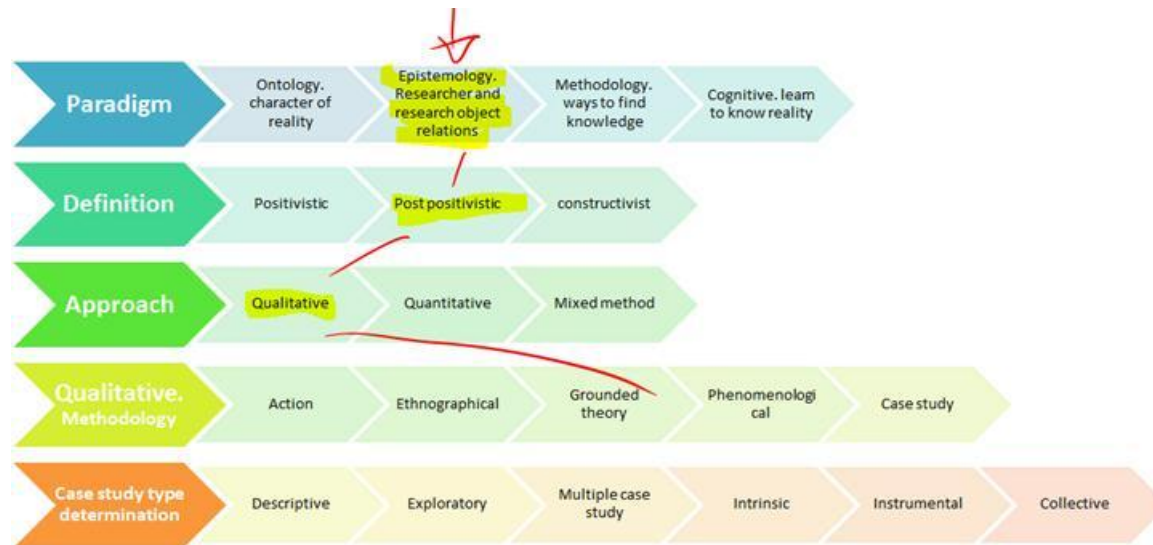 Paradigm
Ontology.
character of
reality
Epistemology.
Researcher and
research object
relations
Methodology.
ways to find
knowledge
Cognitive. learn
to know reality
Definition
Positivistic
Post positivistic
constructivist
Approach
Qualitative
Quantitative
Mixed method
Qualitative.
Methodology
Action
Ethnographical
Grounded
theory
Phenomenologi
cal
Case study
Case study type
determination
Descriptive
Exploratory
Multiple case
study
Intrinsic
Instrumental
Collective